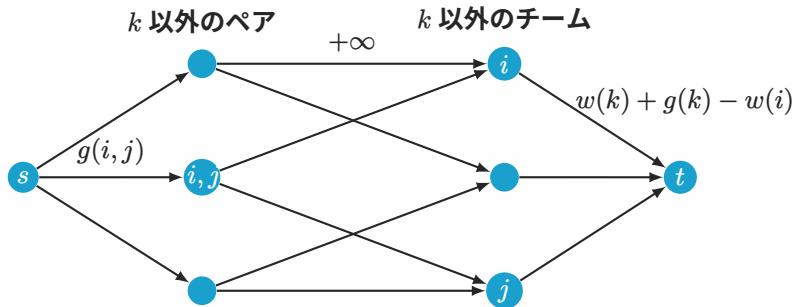 k 以外のペア
k 以外のチーム
+∞
i
w(k) + g(k) − w(i)
g(i, j)
s
i, j
t
j